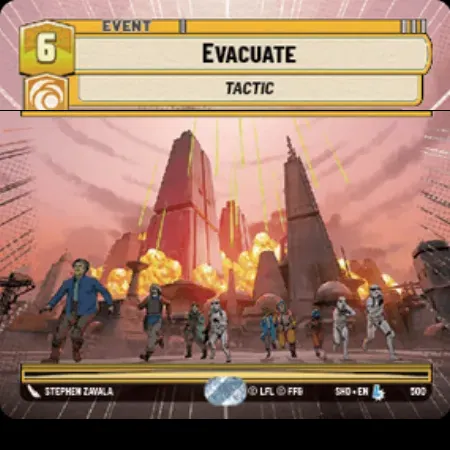 EVENT
6
EVACUATE
TACTIC
STEPHEN ZAVALA
© LFL © FFG
SHD • EN
500